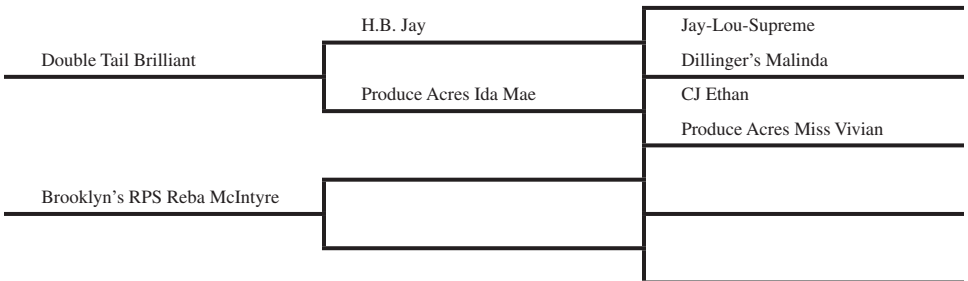 H.B. Jay
Jay-Lou-Supreme
Double Tail Brilliant
Dillinger’s Malinda
Produce Acres Ida Mae
CJ Ethan
Produce Acres Miss Vivian
Brooklyn’s RPS Reba McIntyre